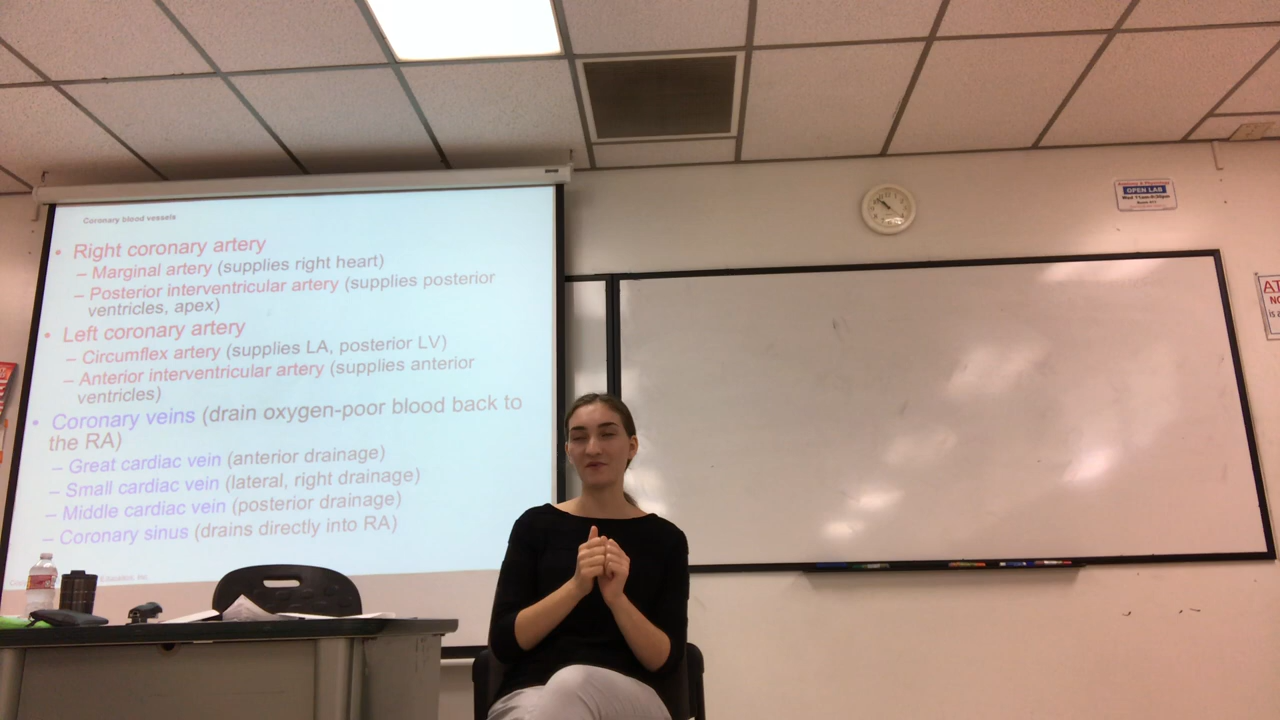 Coronary blood vessels
• Right coronary artery
– Marginal artery (supplies right heart)
– Posterior interventricular artery (supplies posterior
ventricles, apex)
• Left coronary artery
– Circumflex artery (supplies LA, posterior LV)
– Anterior interventricular artery (supplies anterior
ventricles)
• Coronary veins (drain oxygen-poor blood back to
the RA)
– Great cardiac vein (anterior drainage)
– Small cardiac vein (lateral, right drainage)
– Middle cardiac vein (posterior drainage)
– Coronary sinus (drains directly into RA)
OPEN LAB